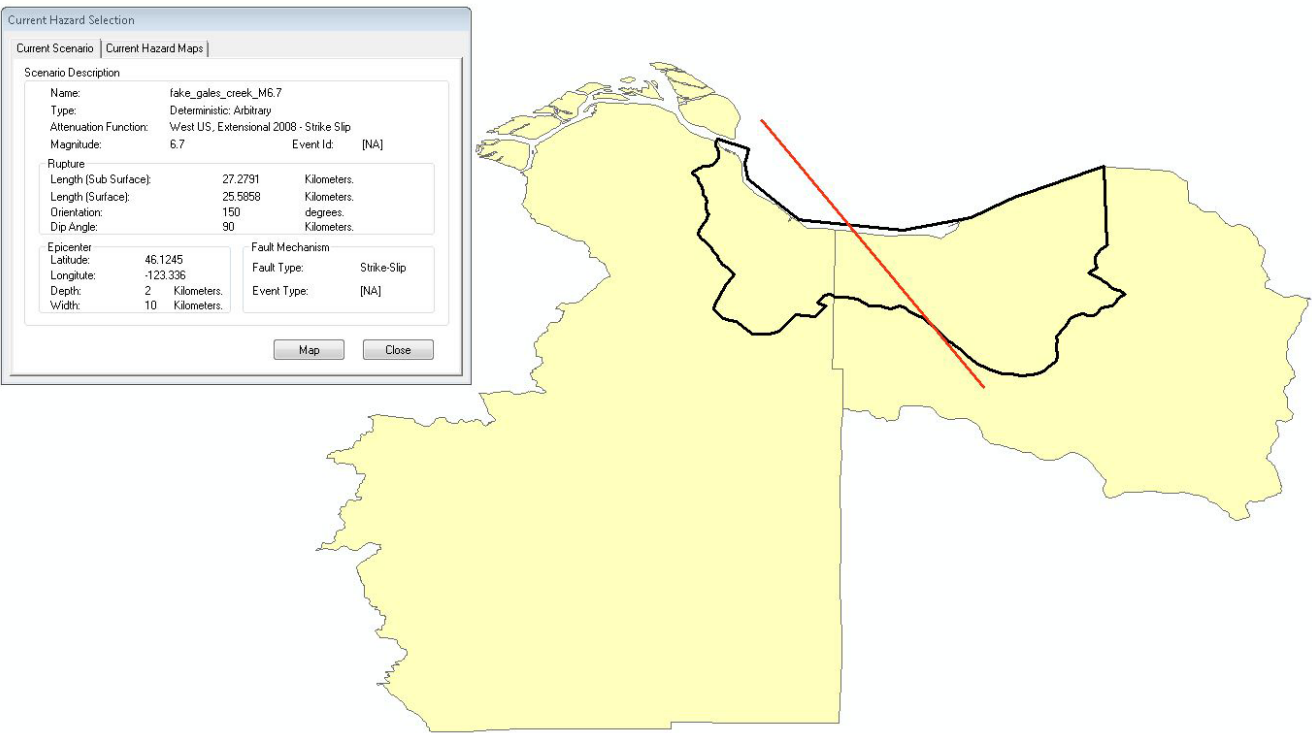 Current Hazard Selection
Current Scenario Current Hazard Maps
Scenario Description
Name: fake_gales_creek_M6.7
Type: Deterministic: Arbitrary
Attenuation Function: West US, Extensional 2008 - Strike Slip
Magnitude: 6.7 Event Id: [NA]
Rupture
Length (Sub Surface): 27.2791 Kilometers.
Length (Surface): 25.5858 Kilometers.
Orientation: 150 degrees.
Dip Angle: 90 Kilometers.
Epicenter
Latitude: 46.1245
Longitute: -123.336
Depth: 2 Kilometers.
Width: 10 Kilometers.
Fault Mechanism
Fault Type: Strike-Slip
Event Type: [NA]
Map Close